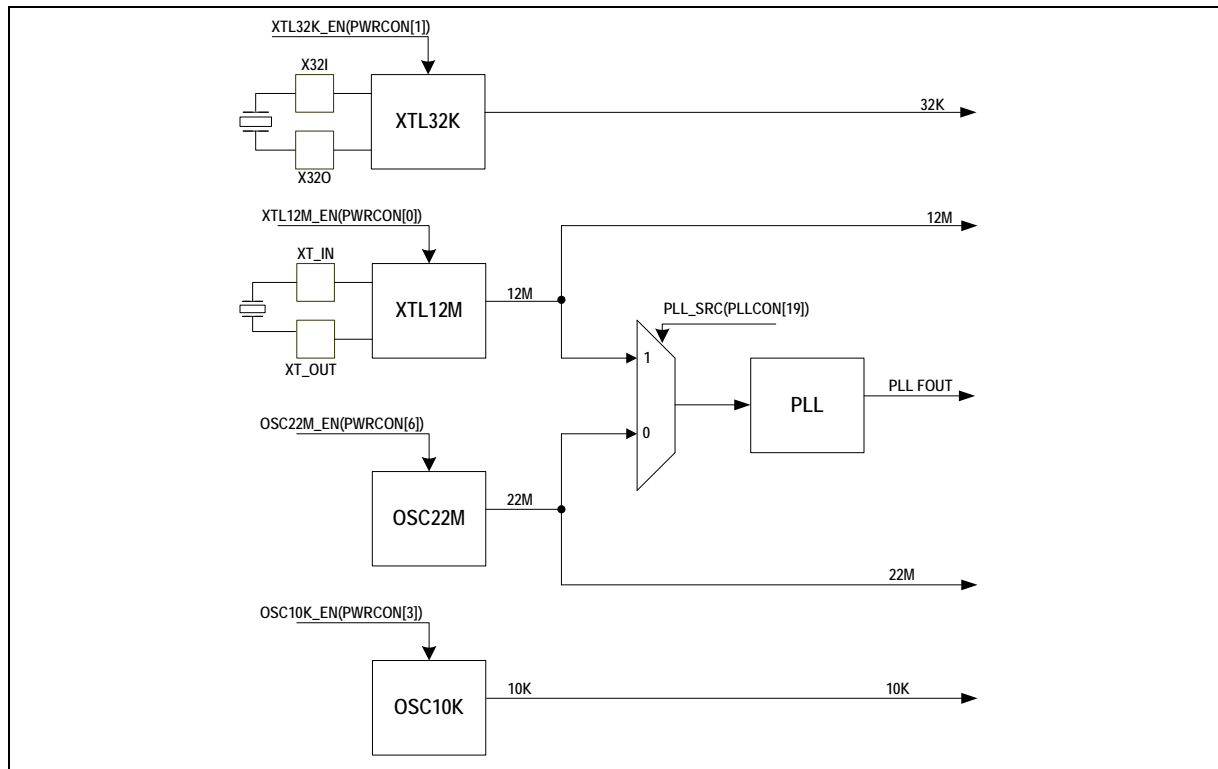 XTL32K_EN(PWRCON[1])
X32I
XTL32K
32K
X32O
XTL12M_EN(PWRCON[0])
12M
XT_IN
XTL12M
12M
XT_OUT
PLL_SRC(PLLCON[19])
1
PLL
PLL FOUT
0
OSC22M_EN(PWRCON[6])
OSC22M
22M
22M
OSC10K_EN(PWRCON[3])
OSC10K
10K
10K